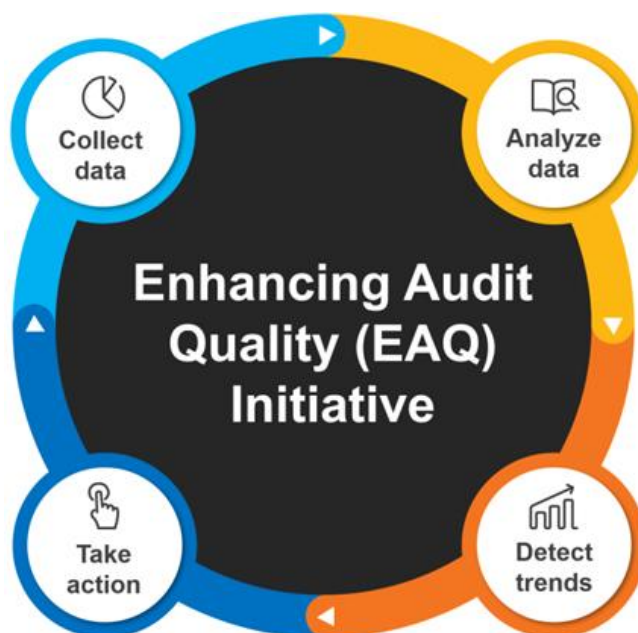 Collect
data
Analyze
data
Enhancing Audit
Quality (EAQ)
Initiative
Take
action
Detect
trends